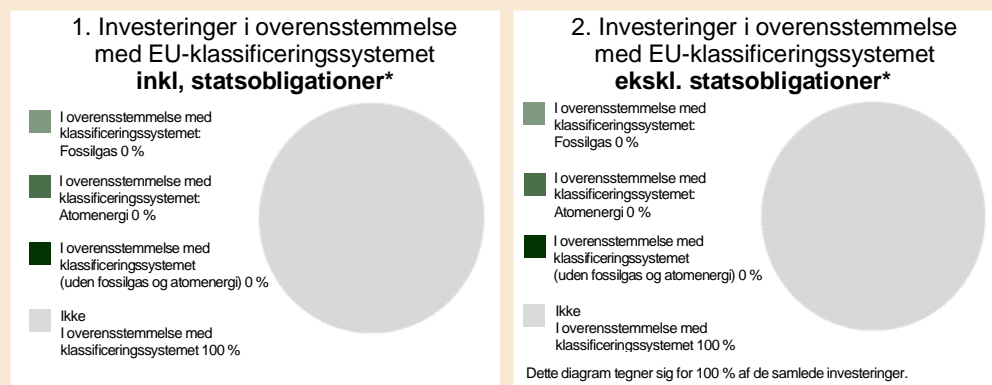 1. Investeringer i overensstemmelse
med EU-klassificeringssystemet
inkl, statsobligationer*
I overensstemmelse med
klassificeringssystemet:
Fossilgas 0 %
I overensstemmelse med
klassificeringssystemet:
Atomenergi 0 %
I overensstemmelse med
klassificeringssystemet
(uden fossilgas og atomenergi) 0 %
Ikke
I overensstemmelse med
klassificeringssystemet 100 %
2. Investeringer i overensstemmelse
med EU-klassificeringssystemet
ekskl. statsobligationer*
I overensstemmelse med
klassificeringssystemet:
Fossilgas 0 %
I overensstemmelse med
klassificeringssystemet:
Atomenergi 0 %
I overensstemmelse med
klassificeringssystemet
(uden fossilgas og atomenergi) 0 %
Ikke
I overensstemmelse med
klassificeringssystemet 100 %
Dette diagram tegner sig for 100 % af de samlede investeringer.